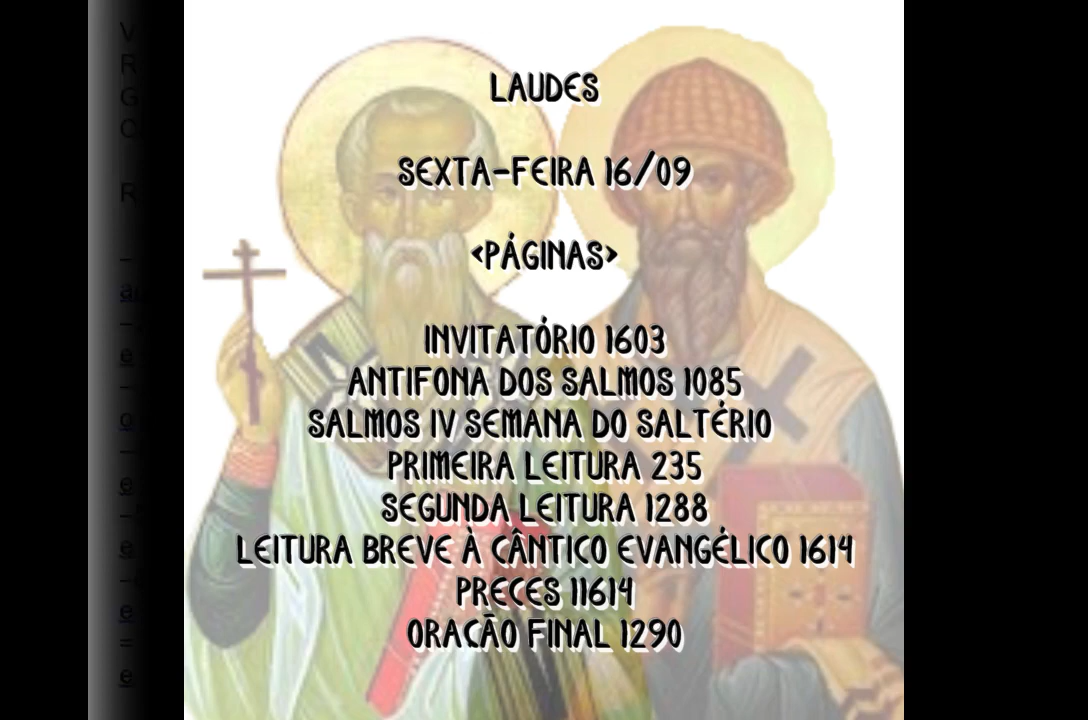 LAUDES
SEXTA-FEIRA 16/09
<PÁGINAS>
INVITATÓRIO 1603
ANTIFONA DOS SALMOS 1085
SALMOS IV SEMANA DO SALTÉRIO
PRIMEIRA LEITURA 235
SEGUNDA LEITURA 1288
LEITURA BREVE À CÂNTICO EVANGÉLICO 1614
PRECES 11614
ORAÇÃO FINAL 1290